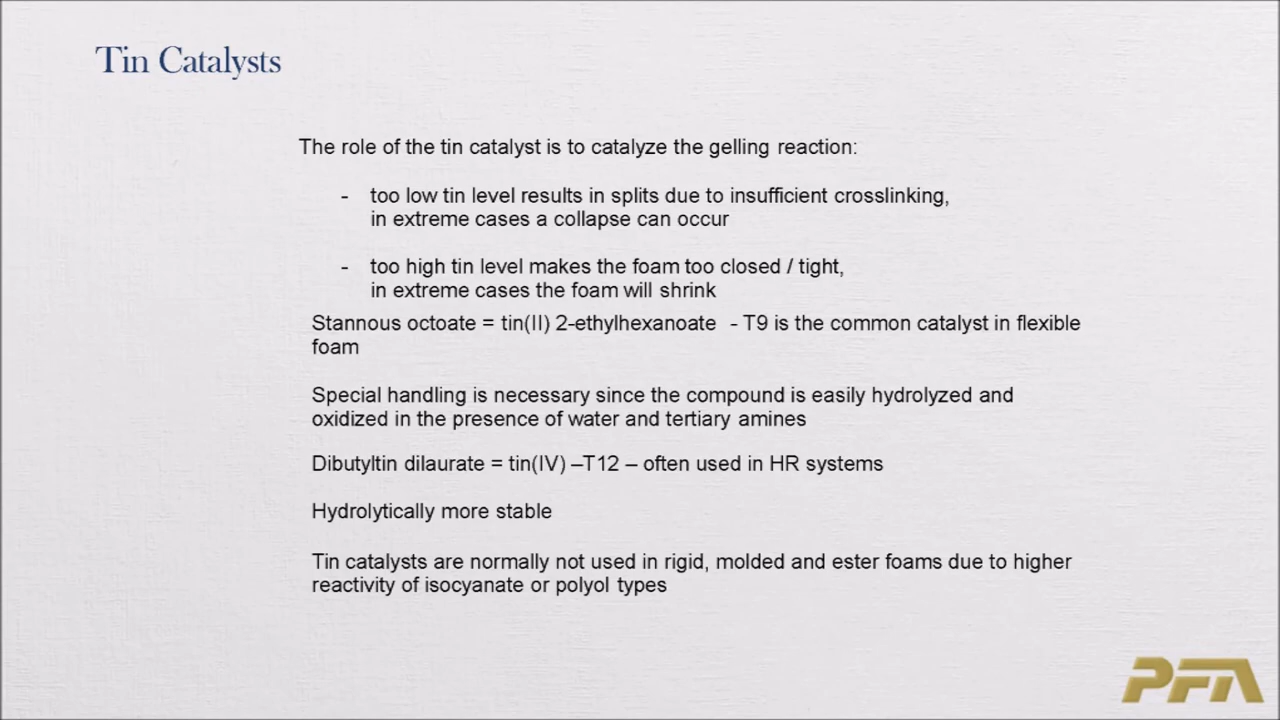 Tin Catalysts
The role of the tin catalyst is to catalyze the gelling reaction:
- too low tin level results in splits due to insufficient crosslinking,
in extreme cases a collapse can occur
- too high tin level makes the foam too closed / tight,
in extreme cases the foam will shrink
Stannous octoate = tin(II) 2-ethylhexanoate - T9 is the common catalyst in flexible
foam
Special handling is necessary since the compound is easily hydrolyzed and
oxidized in the presence of water and tertiary amines
Dibutyltin dilaurate = tin(IV) –T12 – often used in HR systems
Hydrolytically more stable
Tin catalysts are normally not used in rigid, molded and ester foams due to higher
reactivity of isocyanate or polyol types
PFA